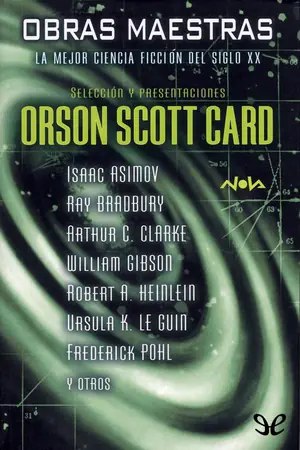 OBRAS MAESTRAS
LA MEJOR CIENCIA FICCIÓN DEL SIGLO XX
SELECCIÓN Y PRESENTACIONES
ORSON SCOTT CARD
ISAAC ASIMOV
NOVA
RAY BRADBURY
ARTHUR C. CLARKE
WILLIAM GIBSON
ROBERT A. HEINLEIN
URSULA K. LE GUIN
FREDERICK POHL
Y OTROS